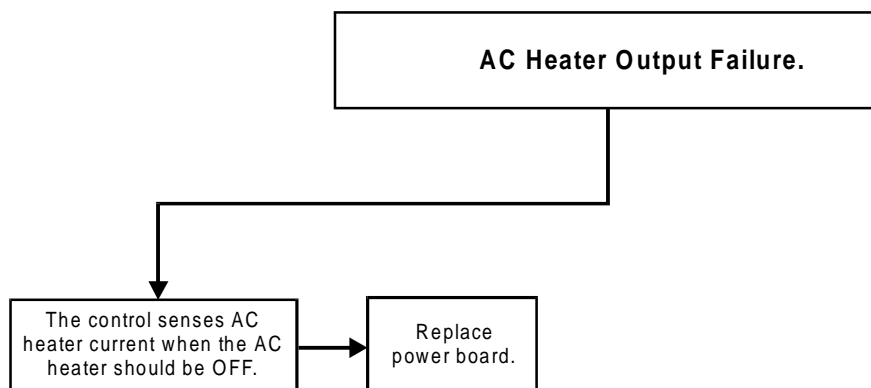 AC Heater Output Failure.
The control senses AC
heater current when the AC
heater should be OFF.
Replace
power board.